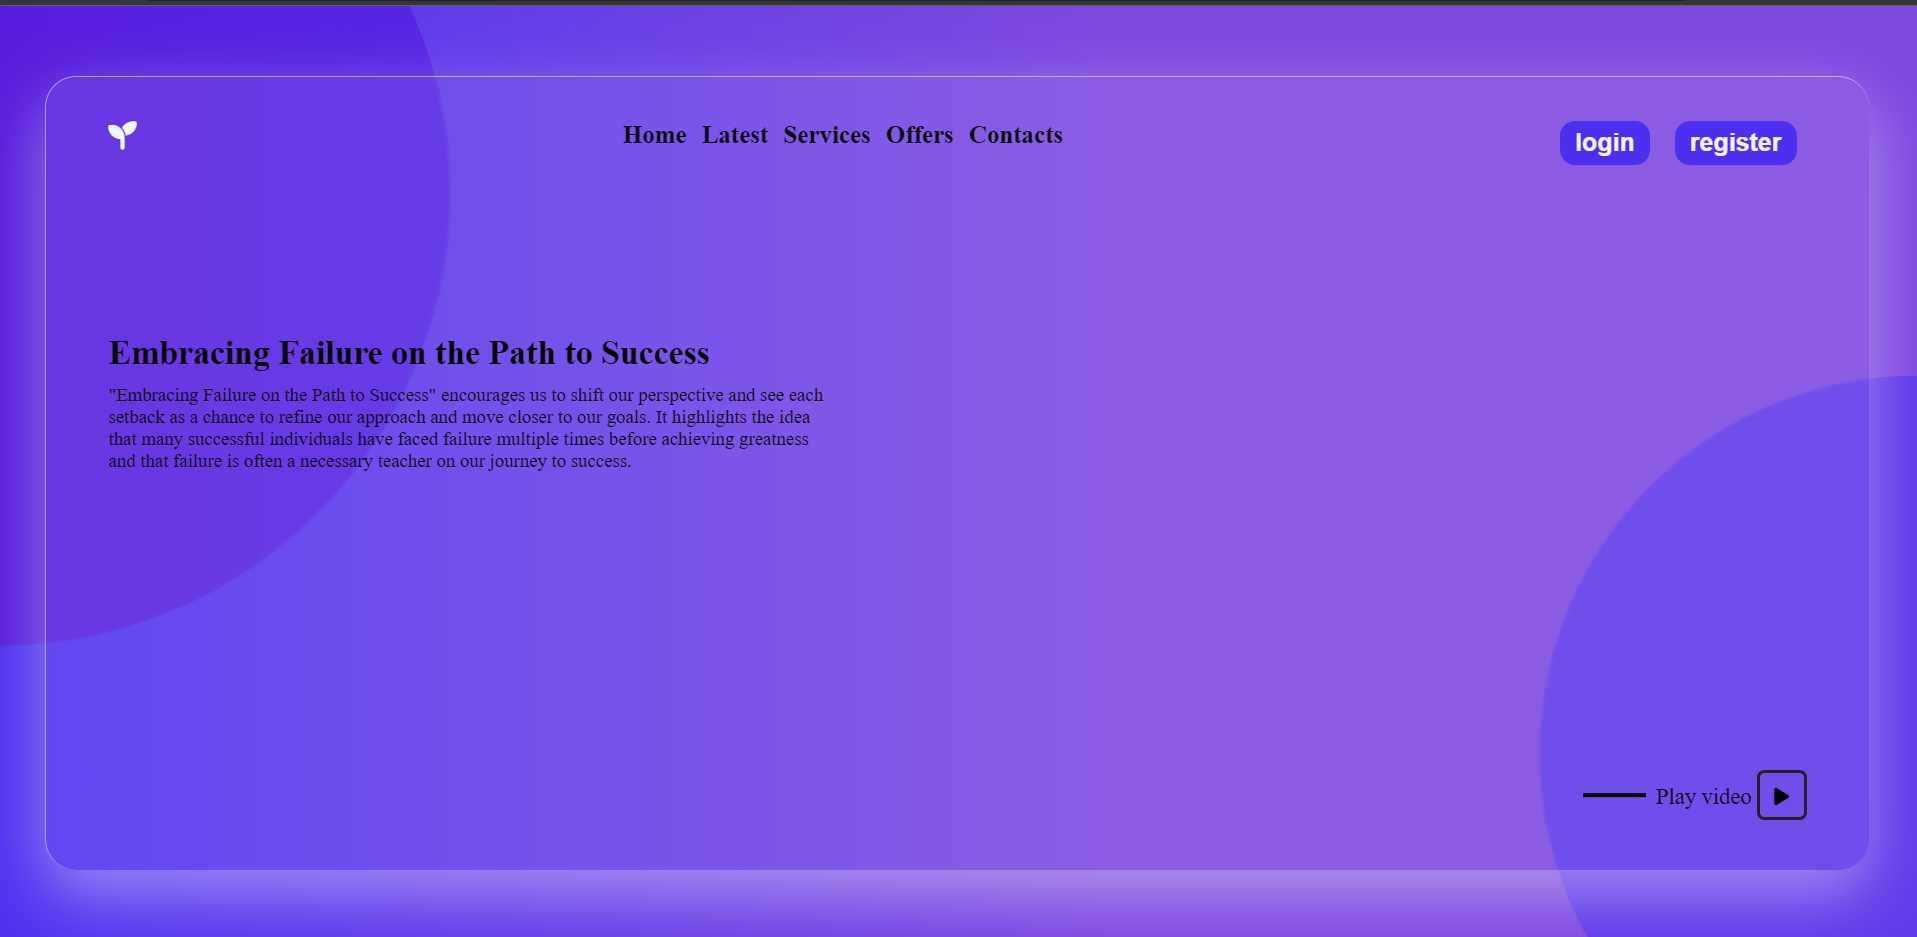 Home Latest Services Offers Contacts
login register
Embracing Failure on the Path to Success
"Embracing Failure on the Path to Success" encourages us to shift our perspective and see each
setback as a chance to refine our approach and move closer to our goals. It highlights the idea
that many successful individuals have faced failure multiple times before achieving greatness
and that failure is often a necessary teacher on our journey to success.
Play video